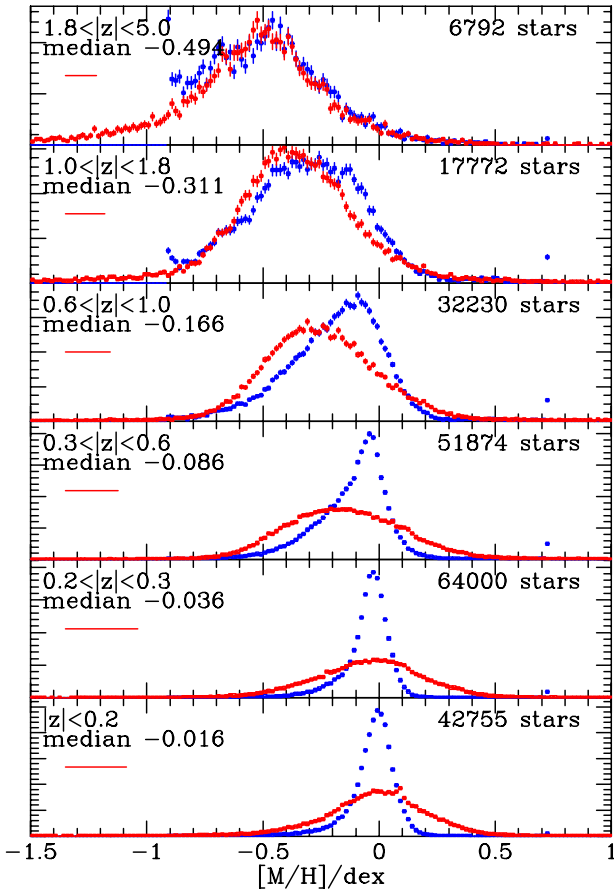 1.8<|z|<5.0 6792 stars
median −0.494
1.0<|z|<1.8 17772 stars
median −0.311
0.6<|z|<1.0 32230 stars
median −0.166
0.3<|z|<0.6 51874 stars
median −0.086
0.2<|z|<0.3 64000 stars
median −0.036
|z|<0.2 42755 stars
median −0.016
−1.5 −1 −0.5 0 0.5 1
[M/H]/dex